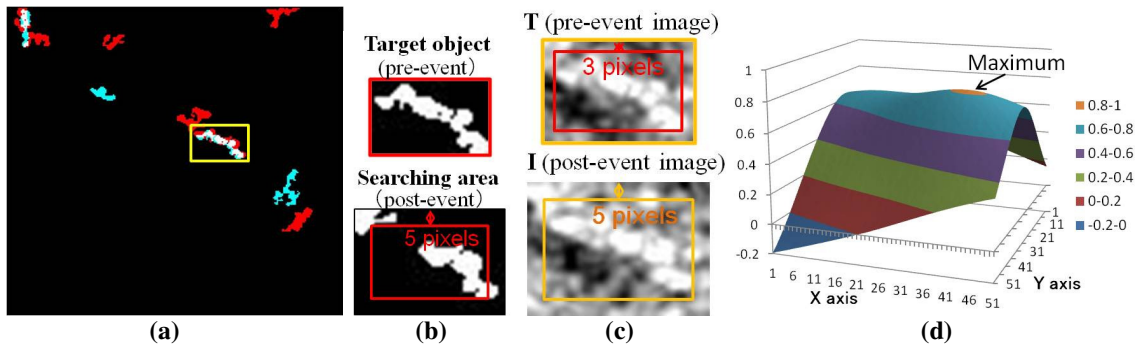 Target object
(pre-event)
Searching area
(post-event)
5 pixels
T (pre-event image)
3 pixels
I (post-event image)
5 pixels
Maximum
1
0.8
0.6
0.4
0.2
0
-0.2
1 6 11 16 21 26 31 36 41 46 51
X axis
1
11
21
31
41
51
Y axis
0.8-1
0.6-0.8
0.4-0.6
0.2-0.4
0-0.2
-0.2-0
(a) (b) (c) (d)